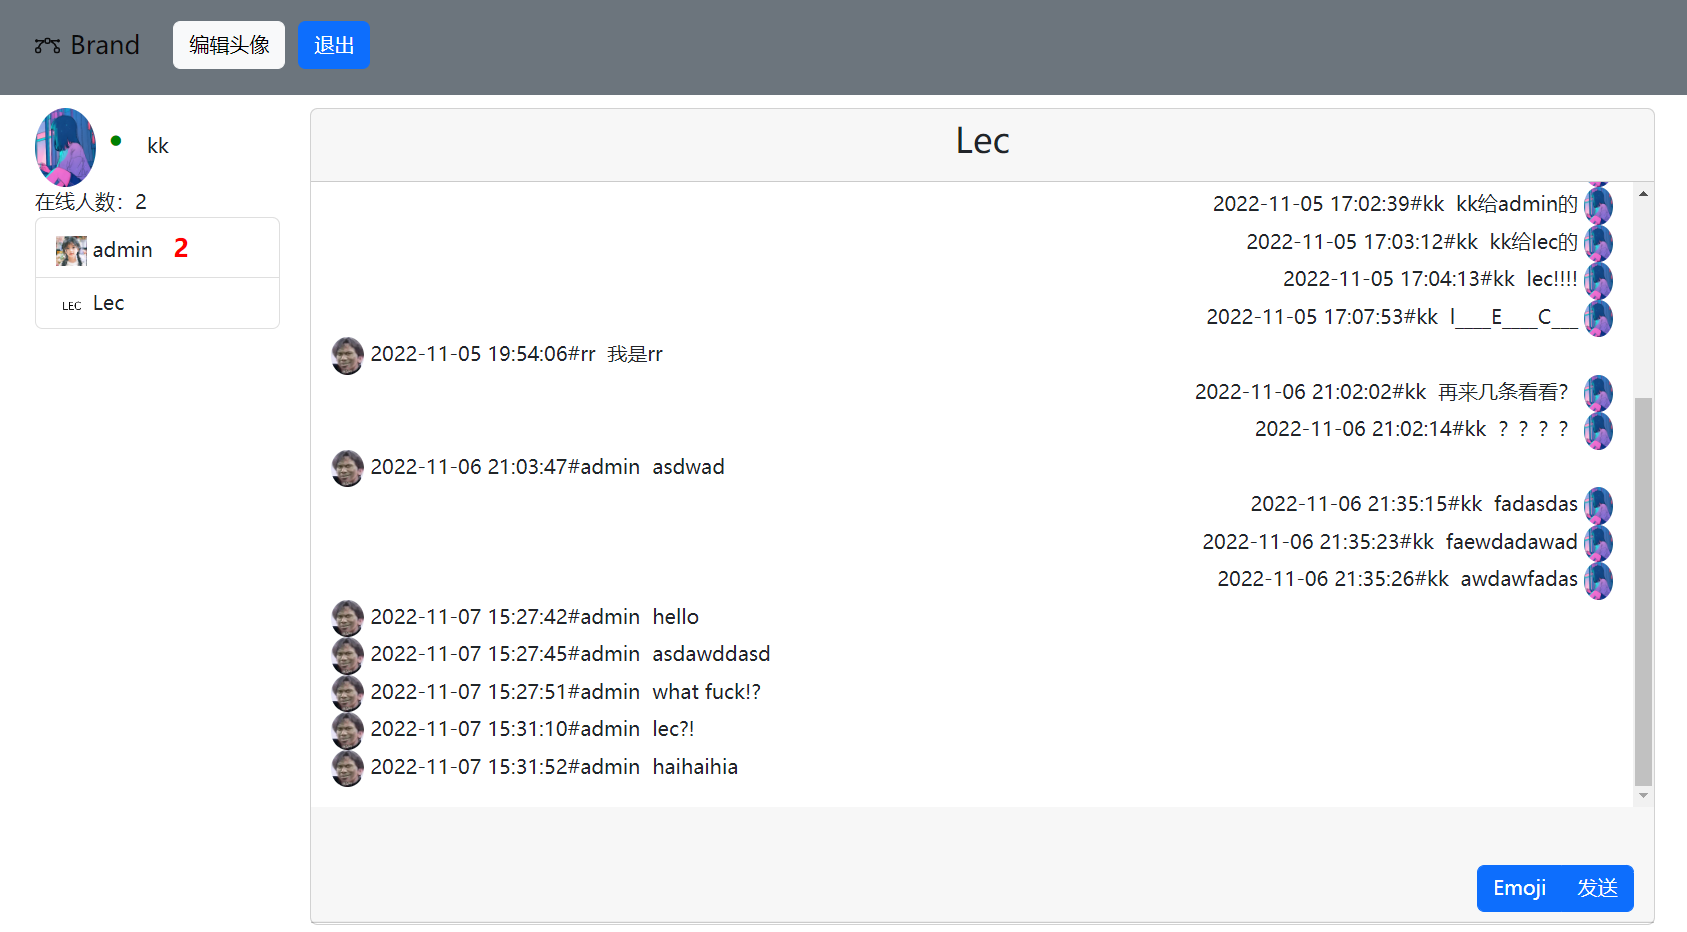 Brand 编辑头像 退出
kk
在线人数：2
admin 2
LEC Lec
Lec
2022-11-05 17:02:39#kk kk给admin的
2022-11-05 17:03:12#kk kk给lec的
2022-11-05 17:04:13#kk lec!!!!
2022-11-05 17:07:53#kk l____E____C___
2022-11-05 19:54:06#rr 我是rr
2022-11-06 21:02:02#kk 再来几条看看？
2022-11-06 21:02:14#kk ？？？？
2022-11-06 21:03:47#admin asdwad
2022-11-06 21:35:15#kk fadasdas
2022-11-06 21:35:23#kk faewdadawad
2022-11-06 21:35:26#kk awdawfadas
2022-11-07 15:27:42#admin hello
2022-11-07 15:27:45#admin asdawddasd
2022-11-07 15:27:51#admin what fuck!?
2022-11-07 15:31:10#admin lec?!
2022-11-07 15:31:52#admin haihaihia
Emoji 发送